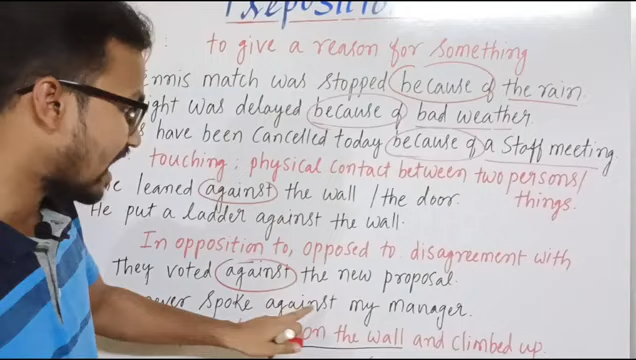 Prepositio
: to give a reason for something
ennis match was stopped because of the rain.
ght was delayed because of bad weather.
s have been cancelled today because of a Staff meeting.
touching: physical contact between two persons/
things.
e leaned against the wall / the door.
He put a ladder against the wall.
In opposition to, opposed to disagreement with
They voted against the new proposal.
ever spoke against my manager.
on the wall and climbed up.